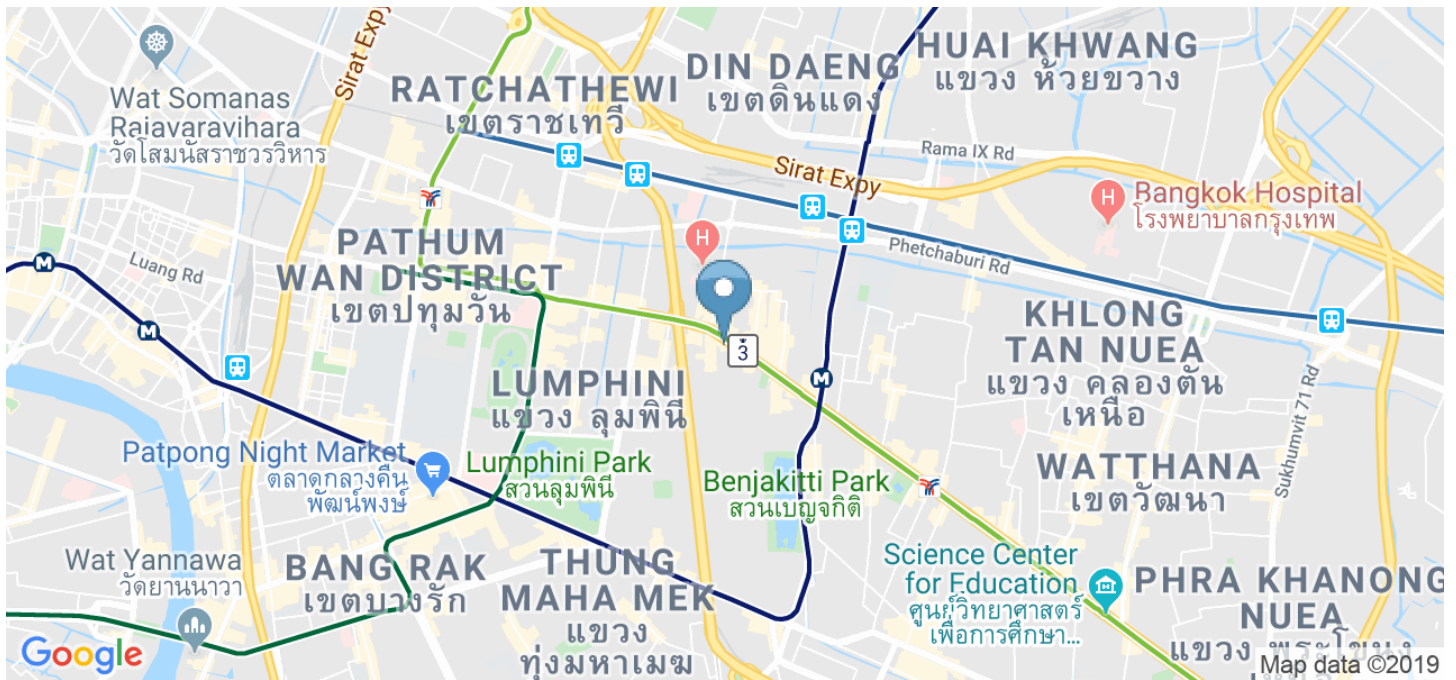 Sirat Expy
DIN DAENG
เขตดินแดง
HUAI KHWANG
แขวง ห้วยขวาง
Wat Somanas
Rajavaravihara
วัดโสมนัสราชวรวิหาร
RATCHATHEWI
เขตราชเทวี
Rama IX Rd
Sirat Expy
Bangkok Hospital
โรงพยาบาลกรุงเทพ
H
H
PATHUM
WAN DISTRICT
เขตปทุมวัน
Luang Rd
Phetchaburi Rd
M
M
3
M
KHLONG
TAN NUEA
แขวง คลองตัน
เหนือ
LUMPHINI
แขวง ลุมพินี
Sukhumvit 71 Rd
Patpong Night Market
ตลาดกลางคืน
พัฒน์พงษ์
Lumphini Park
สวนลุมพินี
Benjakitti Park
สวนเบญจกิติ
WATTHANA
เขตวัฒนา
Wat Yannawa
วัดยานนาวา
BANG RAK
เขตบางรัก
THUNG
MAHA MEK
แขวง
ทุ่งมหาเมฆ
Science Center
for Education
ศูนย์วิทยาศาสตร์
เพื่อการศึกษา...
PHRA KHANONG
NUEA
แขวง พระโขนง
Google
Map data ©2019